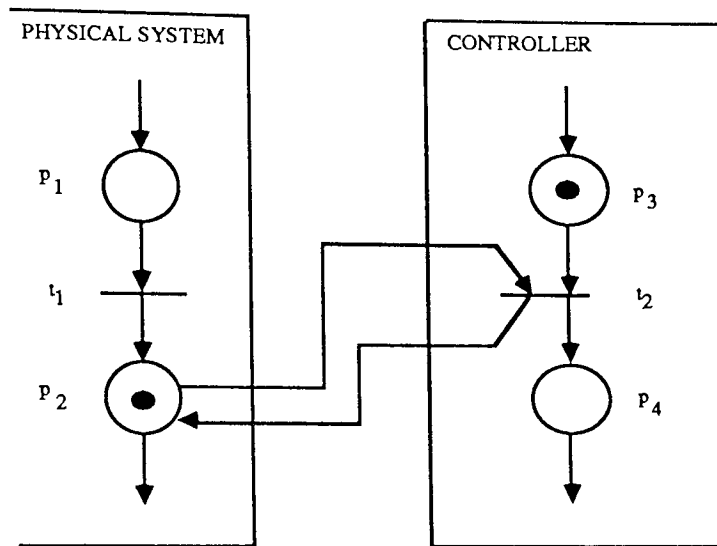 PHYSICAL SYSTEM
CONTROLLER
p1
p3
t1
t2
p2
p4